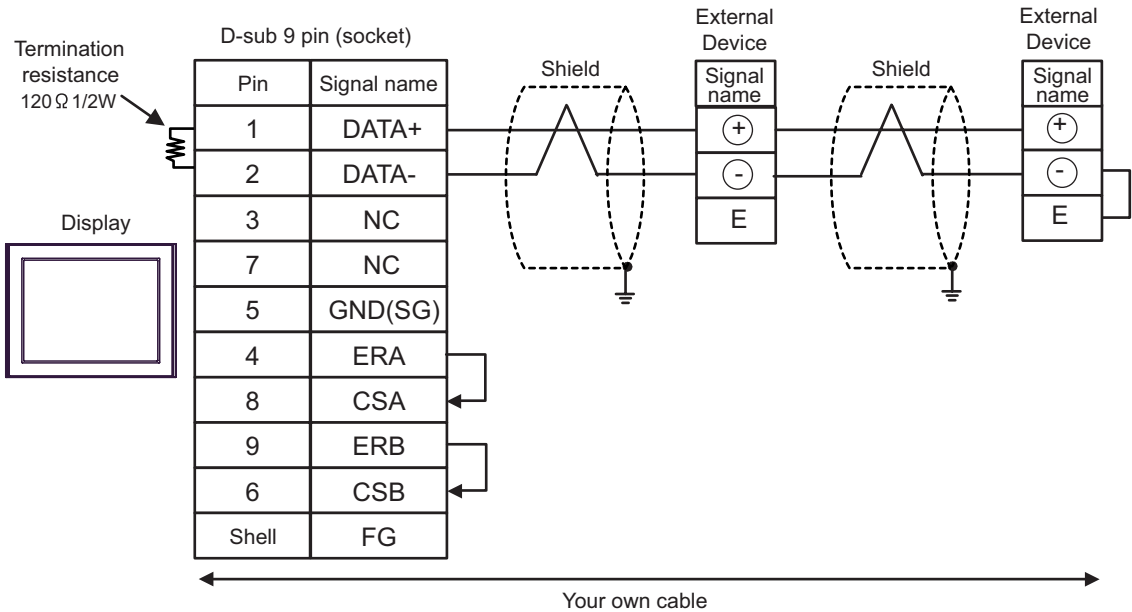 Termination
resistance
120Ω 1/2W
D-sub 9 pin (socket)
Pin Signal name
1 DATA+
2 DATA-
3 NC
7 NC
5 GND(SG)
4 ERA
8 CSA
9 ERB
6 CSB
Shell FG
Display
Shield
External
Device
Signal
name
+
-
E
Shield
External
Device
Signal
name
+
-
E
Your own cable